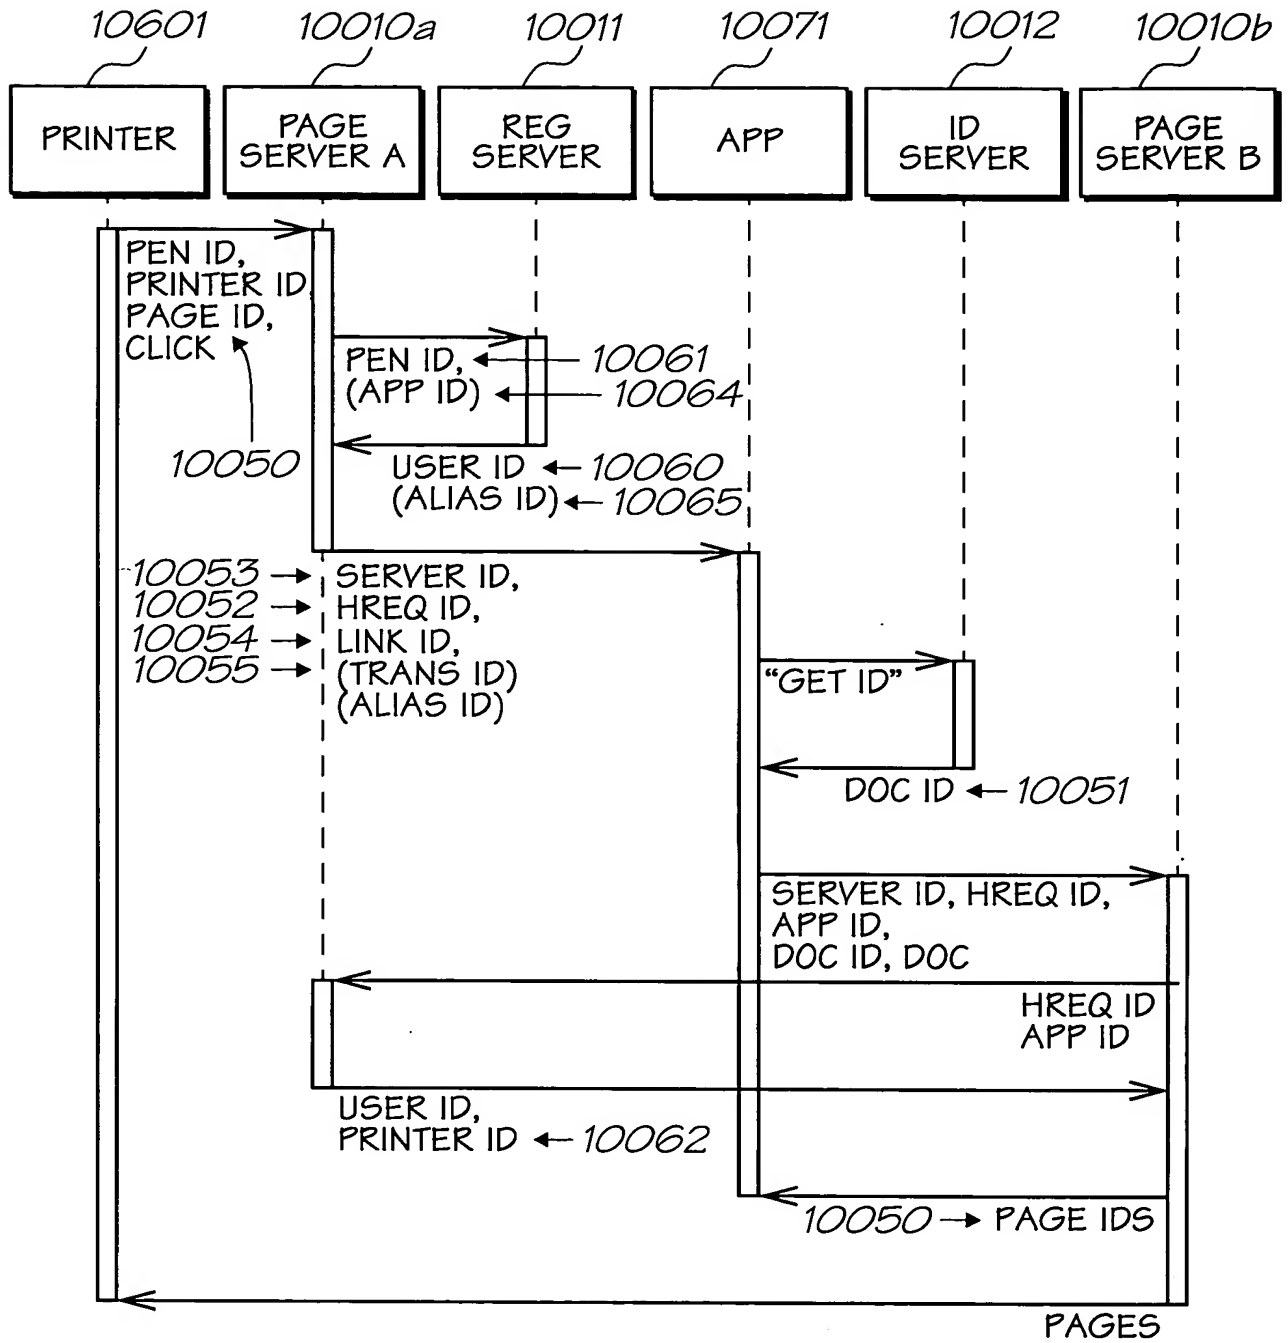 10601 10010a 10011 10071 10012 10010b
PRINTER
PAGE
SERVER A
REG
SERVER
APP
ID
SERVER
PAGE
SERVER B
PEN ID,
PRINTER ID
PAGE ID,
CLICK
10050
PEN ID, 10061
(APP ID) 10064
USER ID 10060
(ALIAS ID) 10065
10053 SERVER ID,
10052 HREQ ID,
10054 LINK ID,
10055 (TRANS ID)
(ALIAS ID)
"GET ID"
DOC ID 10051
SERVER ID, HREQ ID,
APP ID,
DOC ID, DOC
HREQ ID
APP ID
USER ID,
PRINTER ID 10062
10050 PAGE IDS
PAGES